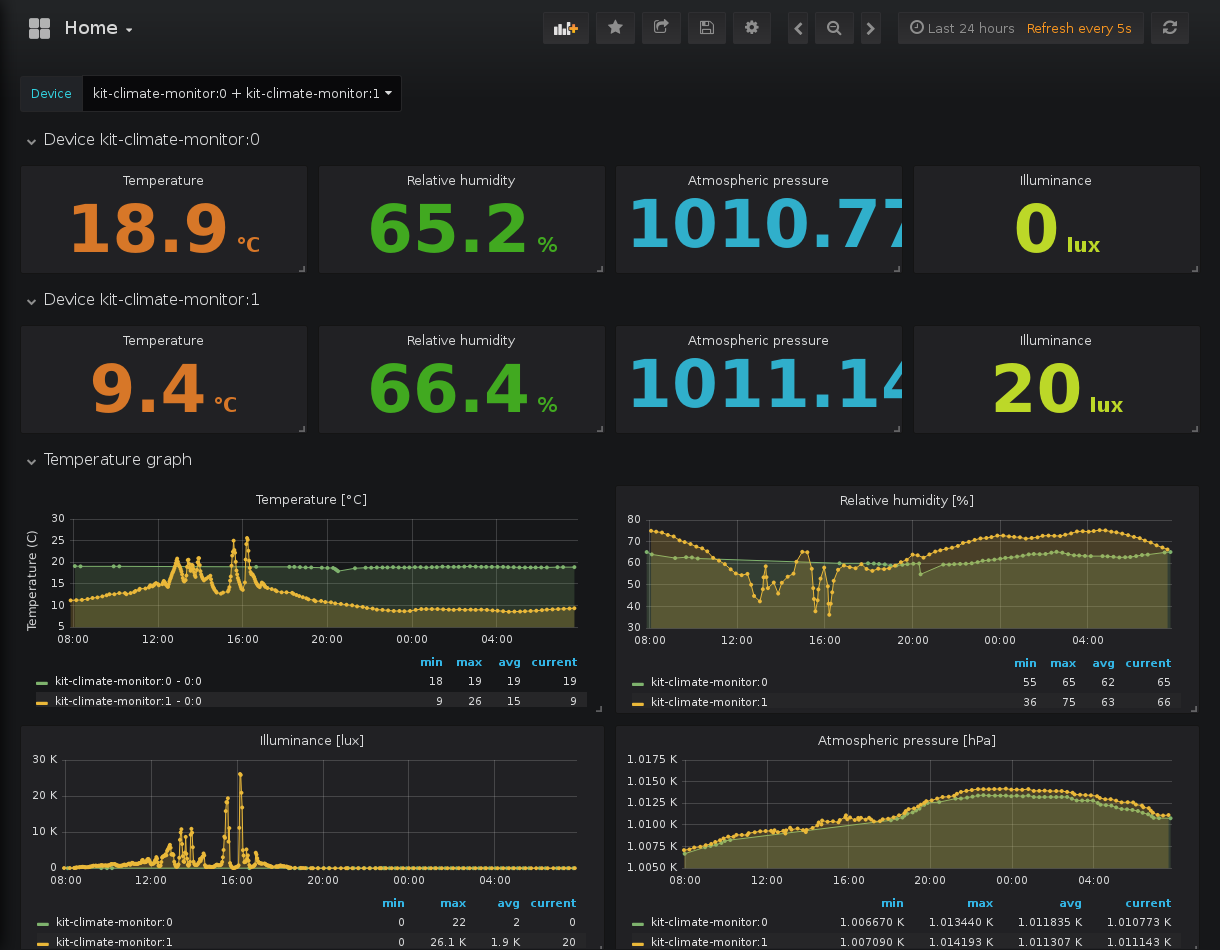 Home
Last 24 hours Refresh every 5s
Device kit-climate-monitor:0 + kit-climate-monitor:1
Device kit-climate-monitor:0
Temperature Relative humidity Atmospheric pressure Illuminance
18.9 °C 65.2 % 1010.77 0 lux
Device kit-climate-monitor:1
Temperature Relative humidity Atmospheric pressure Illuminance
9.4 °C 66.4 % 1011.14 20 lux
Temperature graph
Temperature [°C]
Temperature (C)
30
25
20
15
10
5
08:00 12:00 16:00 20:00 00:00 04:00
min max avg current
kit-climate-monitor:0 - 0:0 18 19 19 19
kit-climate-monitor:1 - 0:0 9 26 15 9
Relative humidity [%]
80
70
60
50
40
30
08:00 12:00 16:00 20:00 00:00 04:00
min max avg current
kit-climate-monitor:0 55 65 62 65
kit-climate-monitor:1 36 75 63 66
Illuminance [lux]
30 K
20 K
10 K
0
08:00 12:00 16:00 20:00 00:00 04:00
min max avg current
kit-climate-monitor:0 0 22 2 0
kit-climate-monitor:1 0 26.1 K 1.9 K 20
Atmospheric pressure [hPa]
1.0175 K
1.0150 K
1.0125 K
1.0100 K
1.0075 K
1.0050 K
08:00 12:00 16:00 20:00 00:00 04:00
min max avg current
kit-climate-monitor:0 1.006670 K 1.013440 K 1.011835 K 1.010773 K
kit-climate-monitor:1 1.007090 K 1.014193 K 1.011307 K 1.011143 K